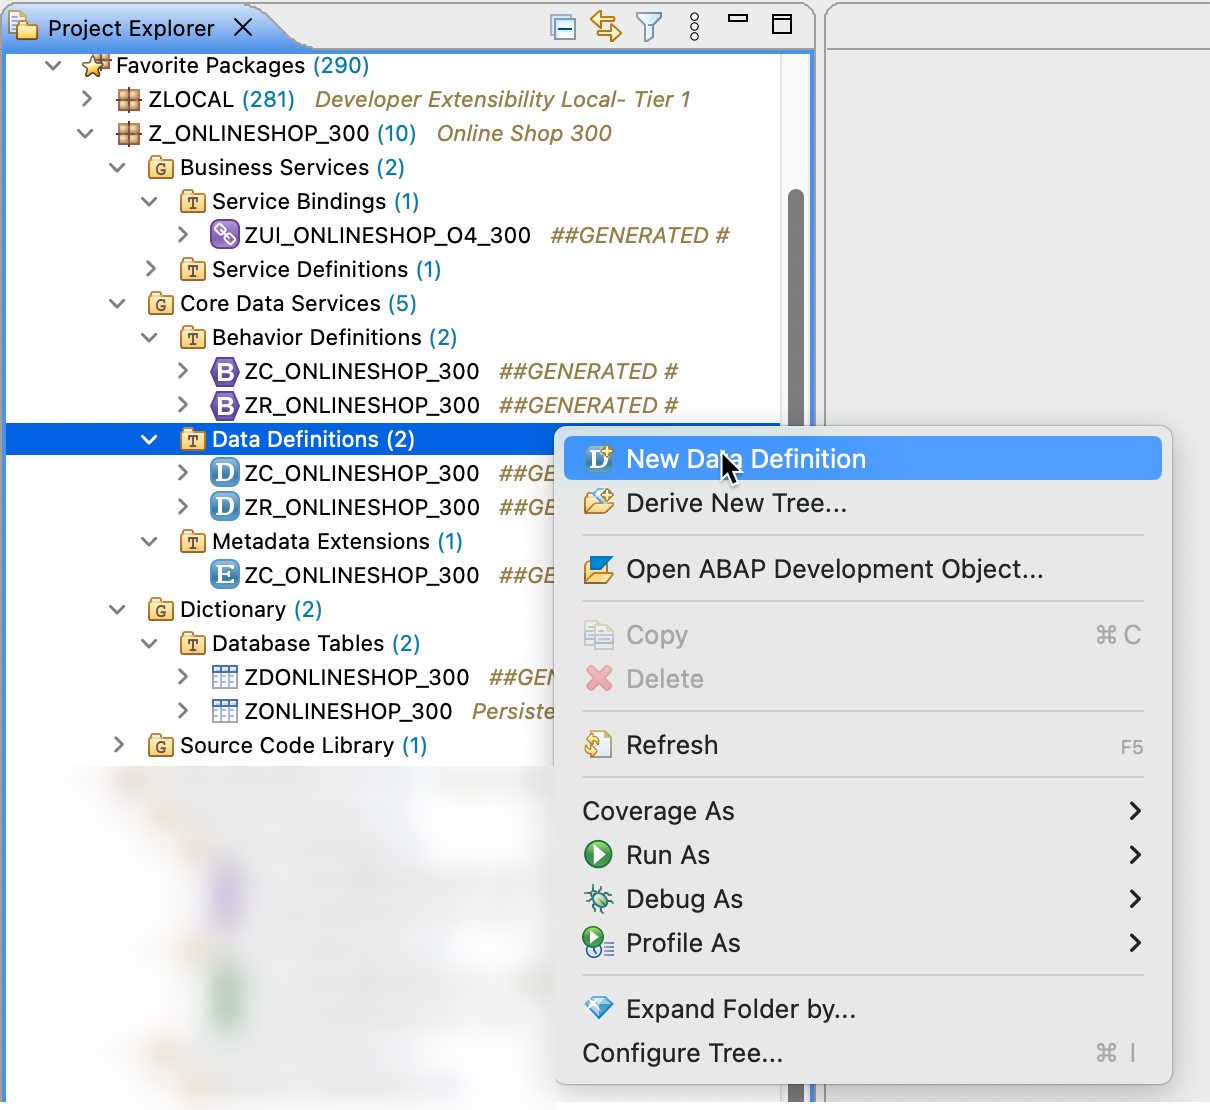 Project Explorer
Favorite Packages (290)
ZLOCAL (281) Developer Extensibility Local- Tier 1
Z_ONLINESHOP_300 (10) Online Shop 300
G Business Services (2)
T Service Bindings (1)
ZUI_ONLINESHOP_O4_300 ##GENERATED #
T Service Definitions (1)
G Core Data Services (5)
T Behavior Definitions (2)
B ZC_ONLINESHOP_300 ##GENERATED #
B ZR_ONLINESHOP_300 ##GENERATED #
T Data Definitions (2)
D ZC_ONLINESHOP_300 ##GE
D ZR_ONLINESHOP_300 ##GE
T Metadata Extensions (1)
E ZC_ONLINESHOP_300 ##GE
G Dictionary (2)
T Database Tables (2)
ZDONLINESHOP_300 ##GEN
ZONLINESHOP_300 Persiste
G Source Code Library (1)
D New Data Definition
Derive New Tree...
Open ABAP Development Object...
Copy ⌘ C
Delete
Refresh F5
Coverage As
Run As
Debug As
Profile As
Expand Folder by...
Configure Tree... ⌘ I